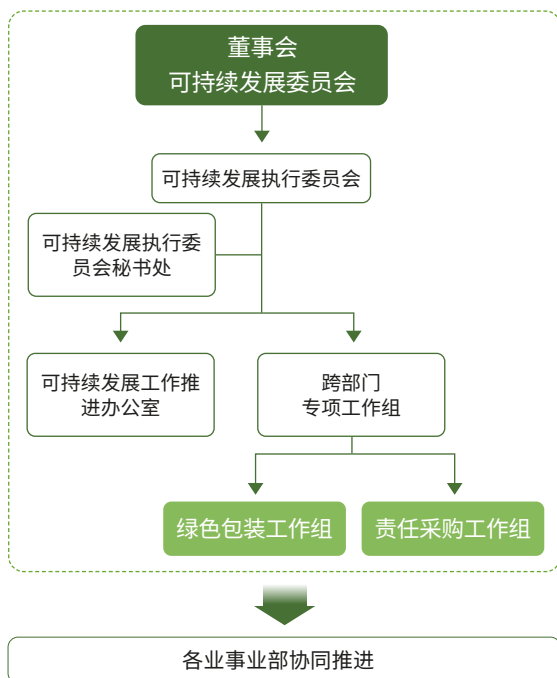 董事会
可持续发展委员会
可持续发展执行委员会
可持续发展执行委
员会秘书处
可持续发展工作推
进办公室
跨部门
专项工作组
绿色包装工作组
责任采购工作组
各业事业部协同推进